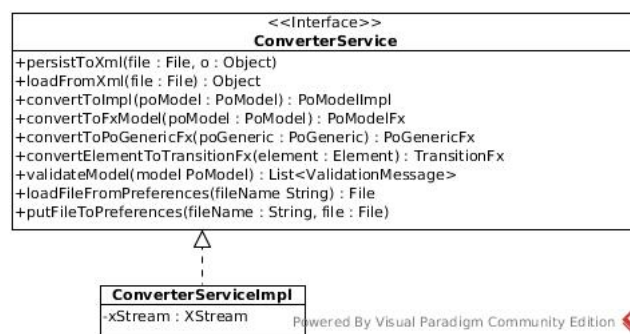 <<Interface>>
ConverterService
+persistToXml(file : File, o : Object)
+loadFromXml(file : File) : Object
+convertToImpl(poModel : PoModel) : PoModelImpl
+convertToFxModel(poModel : PoModel) : PoModelFx
+convertToPoGenericFx(poGeneric : PoGeneric) : PoGenericFx
+convertElementToTransitionFx(element : Element) : TransitionFx
+validateModel(model PoModel) : List<ValidationMessage>
+loadFileFromPreferences(fileName String) : File
+putFileToPreferences(fileName : String, file : File)
ConverterServiceImpl
-xStream : XStream
Powered By Visual Paradigm Community Edition